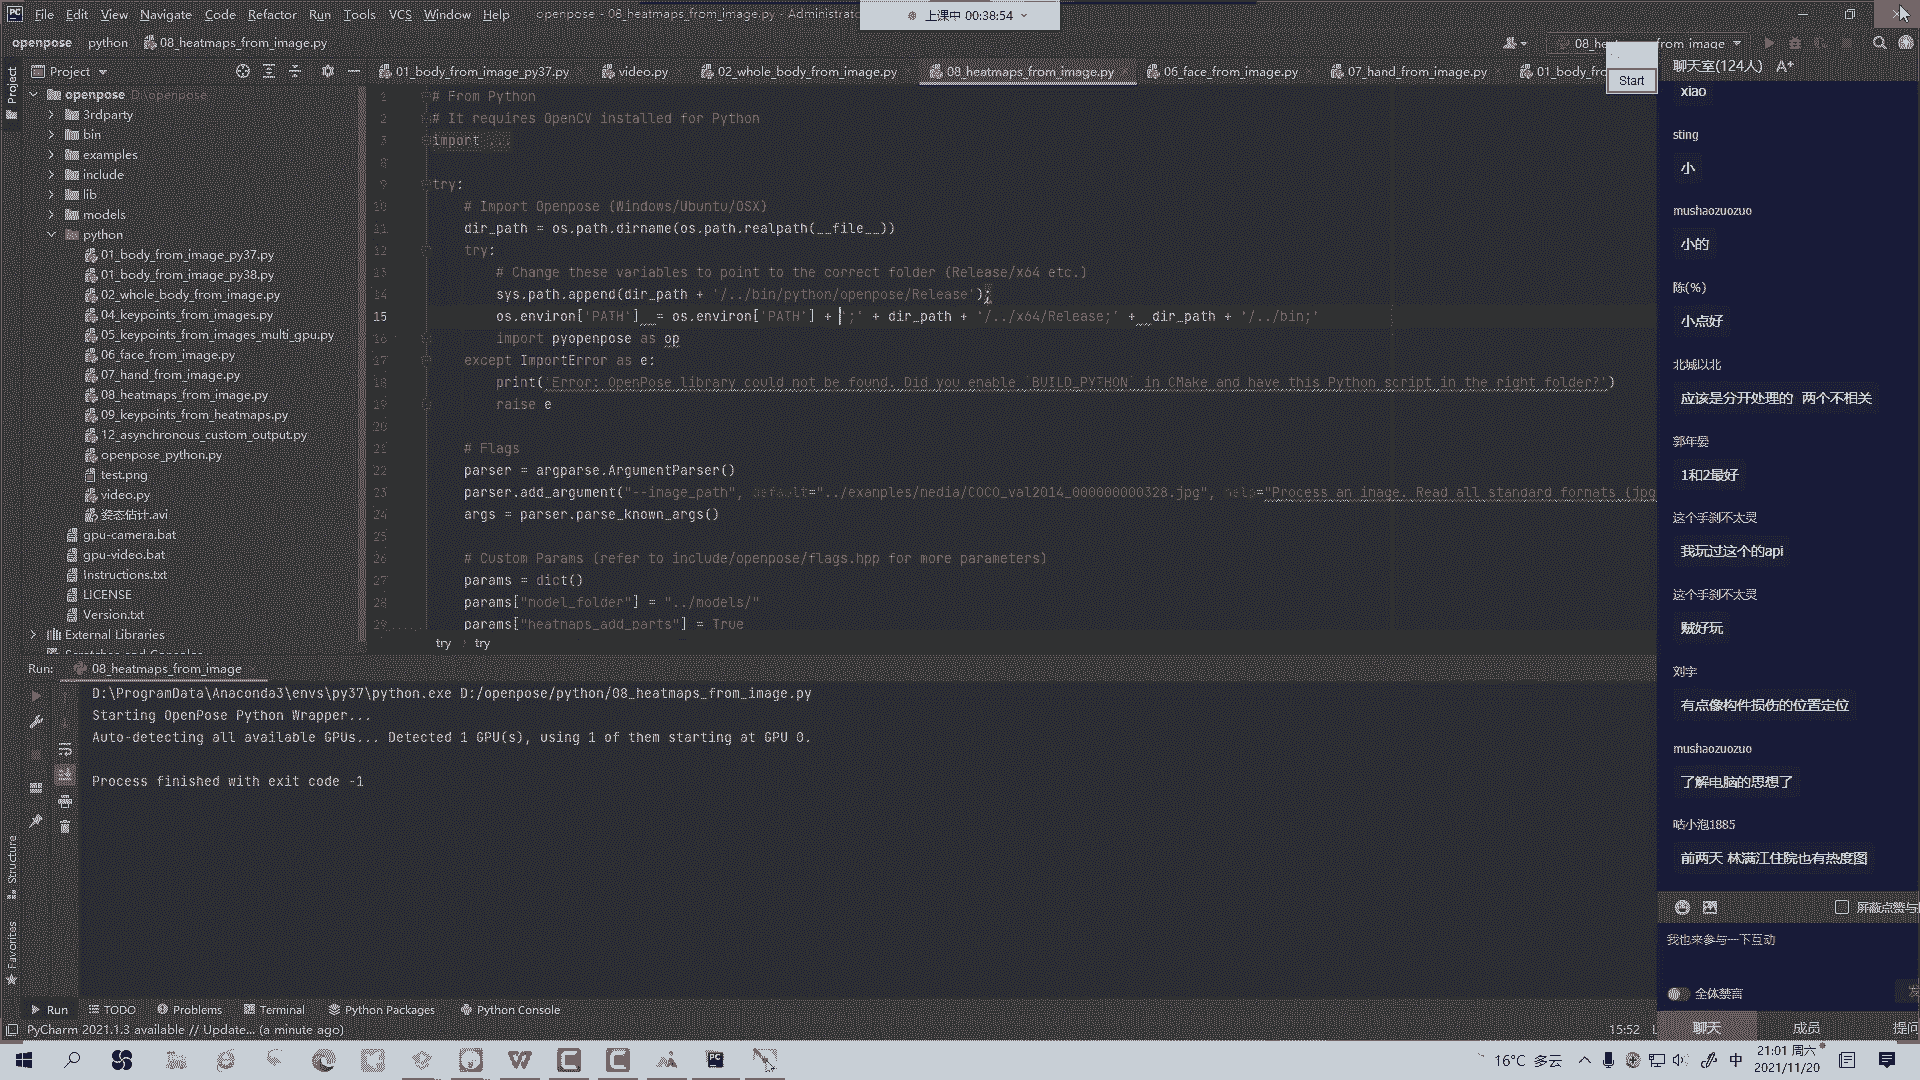 File Edit View Navigate Code Refactor Run Tools VCS Window Help openpose - 08_heatmaps_from_image.py - Administrator
上课中 00:38:54
openpose python 08_heatmaps_from_image.py
Project
01_body_from_image_py37.py video.py 02_whole_body_from_image.py 08_heatmaps_from_image.py 06_face_from_image.py 07_hand_from_image.py
Start
openpose D:\openpose
3rdparty
bin
examples
include
lib
models
python
01_body_from_image_py37.py
01_body_from_image_py38.py
02_whole_body_from_image.py
04_keypoints_from_images.py
05_keypoints_from_images_multi_gpu.py
06_face_from_image.py
07_hand_from_image.py
08_heatmaps_from_image.py
09_keypoints_from_heatmaps.py
12_asynchronous_custom_output.py
openpose_python.py
test.png
video.py
姿态估计.avi
gpu-camera.bat
gpu-video.bat
Instructions.txt
LICENSE
Version.txt
External Libraries
1 # From Python
2 # It requires OpenCV installed for Python
3 import ...
8
9 try:
10 # Import Openpose (Windows/Ubuntu/OSX)
11 dir_path = os.path.dirname(os.path.realpath(__file__))
12 try:
13 # Change these variables to point to the correct folder (Release/x64 etc.)
14 sys.path.append(dir_path + '/../bin/python/openpose/Release');
15 os.environ['PATH'] = os.environ['PATH'] + ';' + dir_path + '/../x64/Release;' + dir_path + '/../bin;'
16 import pyopenpose as op
17 except ImportError as e:
18 print('Error: OpenPose library could not be found. Did you enable `BUILD_PYTHON` in CMake and have this Python script in the right folder?')
19 raise e
20
21 # Flags
22 parser = argparse.ArgumentParser()
23 parser.add_argument("--image_path", default="../examples/media/COCO_val2014_000000000328.jpg", help="Process an image. Read all standard formats (jpg
24 args = parser.parse_known_args()
25
26 # Custom Params (refer to include/openpose/flags.hpp for more parameters)
27 params = dict()
28 params["model_folder"] = "../models/"
29 params["heatmaps_add_parts"] = True
try try
Run: 08_heatmaps_from_image
D:\ProgramData\Anaconda3\envs\py37\python.exe D:/openpose/python/08_heatmaps_from_image.py
Starting OpenPose Python Wrapper...
Auto-detecting all available GPUs... Detected 1 GPU(s), using 1 of them starting at GPU 0.
Process finished with exit code -1
Structure
Favorites
Run TODO Problems Terminal Python Packages Python Console
PyCharm 2021.1.3 available // Update... (a minute ago)
15:52
聊天室(124人) A+
xiao
sting
小
mushaozuozuo
小的
陈(%)
小点好
北城以北
应该是分开处理的 两个不相关
郭年晏
1和2最好
这个手刹不太灵
我玩过这个的api
这个手刹不太灵
贼好玩
刘宇
有点像构件损伤的位置定位
mushaozuozuo
了解电脑的思想了
咕小泡1885
前两天 林满江住院也有热度图
屏蔽点赞与
我也来参与一下互动
全体禁言
聊天 成员 提问
16°C 多云 中 21:01 周六
2021/11/20